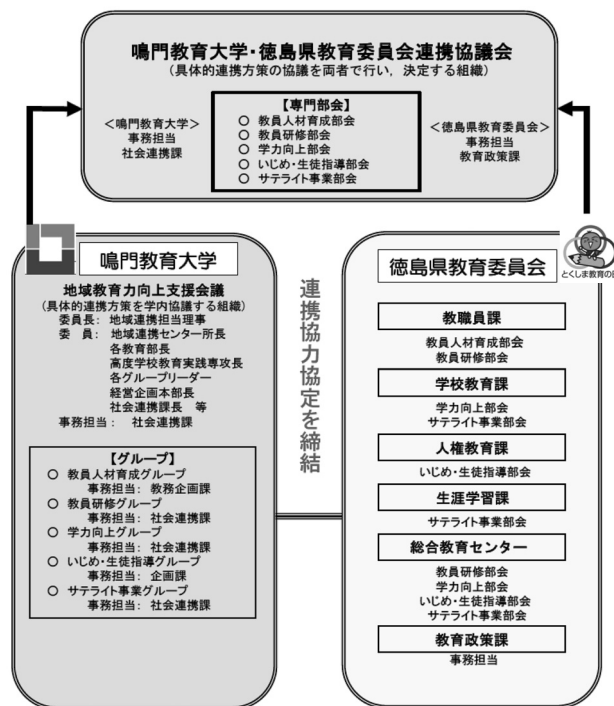 鳴門教育大学・徳島県教育委員会連携協議会
(具体的連携方策の協議を両者で行い，決定する組織)
＜鳴門教育大学＞
事務担当
社会連携課
【専門部会】
○ 教員人材育成部会
○ 教員研修部会
○ 学力向上部会
○ いじめ・生徒指導部会
○ サテライト事業部会
＜徳島県教育委員会＞
事務担当
教育政策課
鳴門教育大学
地域教育力向上支援会議
(具体的連携方策を学内協議する組織)
委員長： 地域連携担当理事
委　員： 地域連携センター所長
各教育部長
高度学校教育実践専攻長
各グループリーダー
経営企画本部長
社会連携課長　等
事務担当：　社会連携課
【グループ】
○ 教員人材育成グループ
事務担当： 教務企画課
○ 教員研修グループ
事務担当： 社会連携課
○ 学力向上グループ
事務担当： 社会連携課
○ いじめ・生徒指導グループ
事務担当： 企画課
○ サテライト事業グループ
事務担当： 社会連携課
連携協力協定を締結
とくしま教育の日
徳島県教育委員会
教職員課
教員人材育成部会
教員研修部会
学校教育課
学力向上部会
サテライト事業部会
人権教育課
いじめ・生徒指導部会
生涯学習課
サテライト事業部会
総合教育センター
教員研修部会
学力向上部会
いじめ・生徒指導部会
サテライト事業部会
教育政策課
事務担当